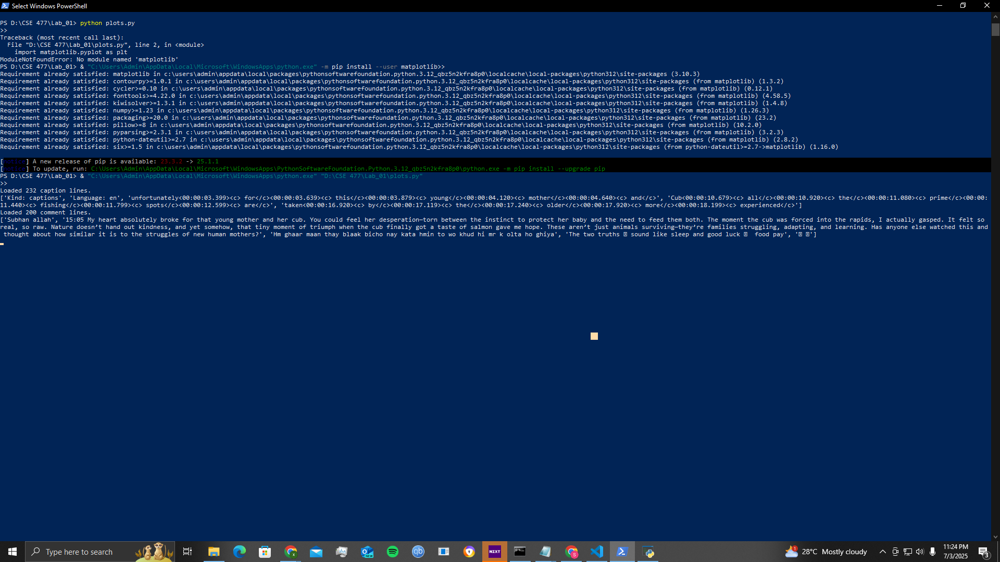 Select Windows PowerShell
PS D:\CSE 477\Lab_01> python plots.py
>>
Traceback (most recent call last):
  File "D:\CSE 477\Lab_01\plots.py", line 2, in <module>
    import matplotlib.pyplot as plt
ModuleNotFoundError: No module named 'matplotlib'
PS D:\CSE 477\Lab_01> & "C:\Users\Admin\AppData\Local\Microsoft\WindowsApps\python.exe" -m pip install --user matplotlib>>
Requirement already satisfied: matplotlib in c:\users\admin\appdata\local\packages\pythonsoftwarefoundation.python.3.12_qbz5n2kfra8p0\localcache\local-packages\python312\site-packages (3.10.3)
Requirement already satisfied: contourpy>=1.0.1 in c:\users\admin\appdata\local\packages\pythonsoftwarefoundation.python.3.12_qbz5n2kfra8p0\localcache\local-packages\python312\site-packages (from matplotlib) (1.3.2)
Requirement already satisfied: cycler>=0.10 in c:\users\admin\appdata\local\packages\pythonsoftwarefoundation.python.3.12_qbz5n2kfra8p0\localcache\local-packages\python312\site-packages (from matplotlib) (0.12.1)
Requirement already satisfied: fonttools>=4.22.0 in c:\users\admin\appdata\local\packages\pythonsoftwarefoundation.python.3.12_qbz5n2kfra8p0\localcache\local-packages\python312\site-packages (from matplotlib) (4.58.5)
Requirement already satisfied: kiwisolver>=1.3.1 in c:\users\admin\appdata\local\packages\pythonsoftwarefoundation.python.3.12_qbz5n2kfra8p0\localcache\local-packages\python312\site-packages (from matplotlib) (1.4.8)
Requirement already satisfied: numpy>=1.23 in c:\users\admin\appdata\local\packages\pythonsoftwarefoundation.python.3.12_qbz5n2kfra8p0\localcache\local-packages\python312\site-packages (from matplotlib) (1.26.3)
Requirement already satisfied: packaging>=20.0 in c:\users\admin\appdata\local\packages\pythonsoftwarefoundation.python.3.12_qbz5n2kfra8p0\localcache\local-packages\python312\site-packages (from matplotlib) (23.2)
Requirement already satisfied: pillow>=8 in c:\users\admin\appdata\local\packages\pythonsoftwarefoundation.python.3.12_qbz5n2kfra8p0\localcache\local-packages\python312\site-packages (from matplotlib) (10.2.0)
Requirement already satisfied: pyparsing>=2.3.1 in c:\users\admin\appdata\local\packages\pythonsoftwarefoundation.python.3.12_qbz5n2kfra8p0\localcache\local-packages\python312\site-packages (from matplotlib) (3.2.3)
Requirement already satisfied: python-dateutil>=2.7 in c:\users\admin\appdata\local\packages\pythonsoftwarefoundation.python.3.12_qbz5n2kfra8p0\localcache\local-packages\python312\site-packages (from matplotlib) (2.8.2)
Requirement already satisfied: six>=1.5 in c:\users\admin\appdata\local\packages\pythonsoftwarefoundation.python.3.12_qbz5n2kfra8p0\localcache\local-packages\python312\site-packages (from python-dateutil>=2.7->matplotlib) (1.16.0)
[notice] A new release of pip is available: 23.3.2 -> 25.1.1
[notice] To update, run: C:\Users\Admin\AppData\Local\Microsoft\WindowsApps\PythonSoftwareFoundation.Python.3.12_qbz5n2kfra8p0\python.exe -m pip install --upgrade pip
PS D:\CSE 477\Lab_01> & "C:\Users\Admin\AppData\Local\Microsoft\WindowsApps\python.exe" "D:\CSE 477\Lab_01\plots.py"
>>
Loaded 232 caption lines.
['Kind: captions', 'Language: en', 'unfortunately<00:00:03.399><c> for</c><00:00:03.639><c> this</c><00:00:03.879><c> young</c><00:00:04.120><c> mother</c><00:00:04.640><c> and</c>', 'Cub<00:00:10.679><c> all</c><00:00:10.920><c> the</c><00:00:11.080><c> prime</c><00:00:
11.440><c> fishing</c><00:00:11.799><c> spots</c><00:00:12.599><c> are</c>', 'taken<00:00:16.920><c> by</c><00:00:17.119><c> the</c><00:00:17.240><c> older</c><00:00:17.920><c> more</c><00:00:18.199><c> experienced</c>']
Loaded 200 comment lines.
['Subhan allah', '15:05 My heart absolutely broke for that young mother and her cub. You could feel her desperation—torn between the instinct to protect her baby and the need to feed them both. The moment the cub was forced into the rapids, I actually gasped. It felt so
real, so raw. Nature doesn’t hand out kindness, and yet somehow, that tiny moment of triumph when the cub finally got a taste of salmon gave me hope. These aren’t just animals surviving—they’re families struggling, adapting, and learning. Has anyone else watched this and
 thought about how similar it is to the struggles of new human mothers?', 'Hm ghaar maan thay blaak bicho nay kata hmin to wo khud hi mr k olta ho ghiya', 'The two truths sound like sleep and good luck food pay', '']
Type here to search
NEW
qb
NZXT
28°C Mostly cloudy
11:24 PM
7/3/2025
3